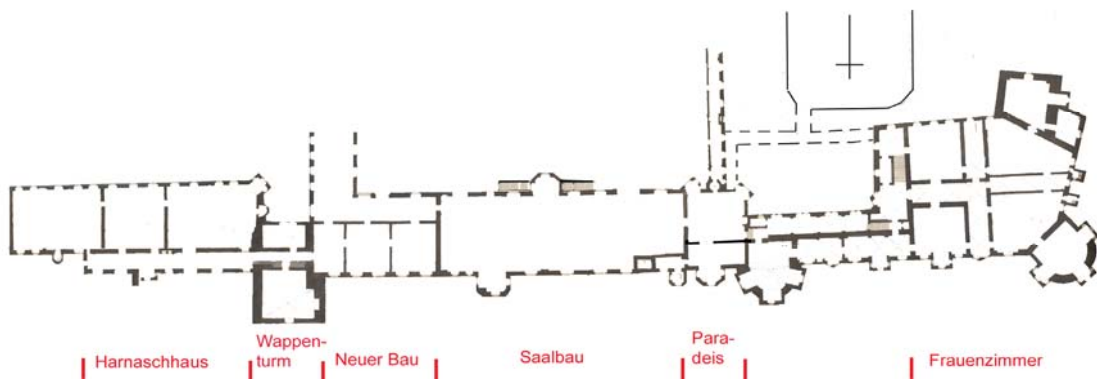 Harnaschhaus
Wappen-
turm
Neuer Bau
Saalbau
Para-
deis
Frauenzimmer